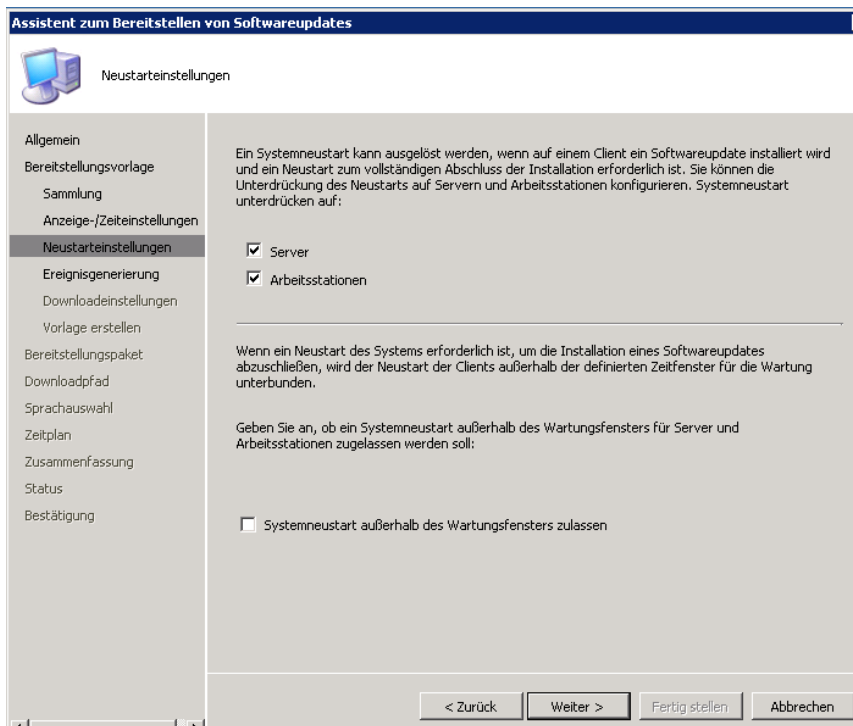 Assistent zum Bereitstellen von Softwareupdates
Neustarteinstellungen
Allgemein
Bereitstellungsvorlage
Sammlung
Anzeige-/Zeiteinstellungen
Neustarteinstellungen
Ereignisgenerierung
Downloadeinstellungen
Vorlage erstellen
Bereitstellungspaket
Downloadpfad
Sprachauswahl
Zeitplan
Zusammenfassung
Status
Bestätigung
Ein Systemneustart kann ausgelöst werden, wenn auf einem Client ein Softwareupdate installiert wird
und ein Neustart zum vollständigen Abschluss der Installation erforderlich ist. Sie können die
Unterdrückung des Neustarts auf Servern und Arbeitsstationen konfigurieren. Systemneustart
unterdrücken auf:
Server
Arbeitsstationen
Wenn ein Neustart des Systems erforderlich ist, um die Installation eines Softwareupdates
abzuschließen, wird der Neustart der Clients außerhalb der definierten Zeitfenster für die Wartung
unterbunden.
Geben Sie an, ob ein Systemneustart außerhalb des Wartungsfensters für Server und
Arbeitsstationen zugelassen werden soll:
Systemneustart außerhalb des Wartungsfensters zulassen
< Zurück
Weiter >
Fertig stellen
Abbrechen